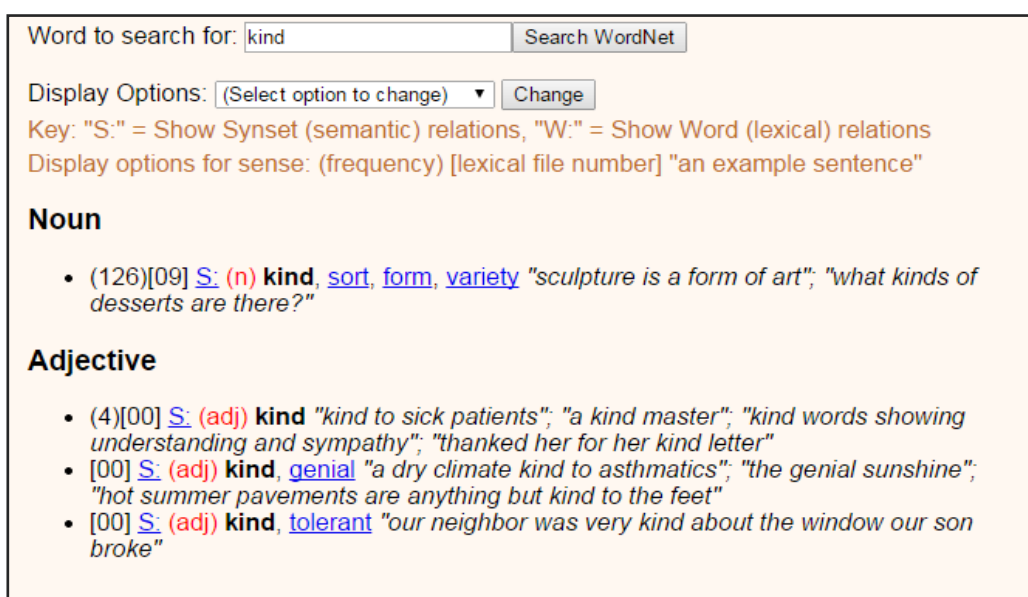 Word to search for: kind Search WordNet
Display Options: (Select option to change) Change
Key: "S:" = Show Synset (semantic) relations, "W:" = Show Word (lexical) relations
Display options for sense: (frequency) [lexical file number] "an example sentence"
Noun
• (126)[09] S: (n) kind, sort, form, variety "sculpture is a form of art"; "what kinds of
desserts are there?"
Adjective
• (4)[00] S: (adj) kind "kind to sick patients"; "a kind master"; "kind words showing
understanding and sympathy"; "thanked her for her kind letter"
• [00] S: (adj) kind, genial "a dry climate kind to asthmatics"; "the genial sunshine";
"hot summer pavements are anything but kind to the feet"
• [00] S: (adj) kind, tolerant "our neighbor was very kind about the window our son
broke"